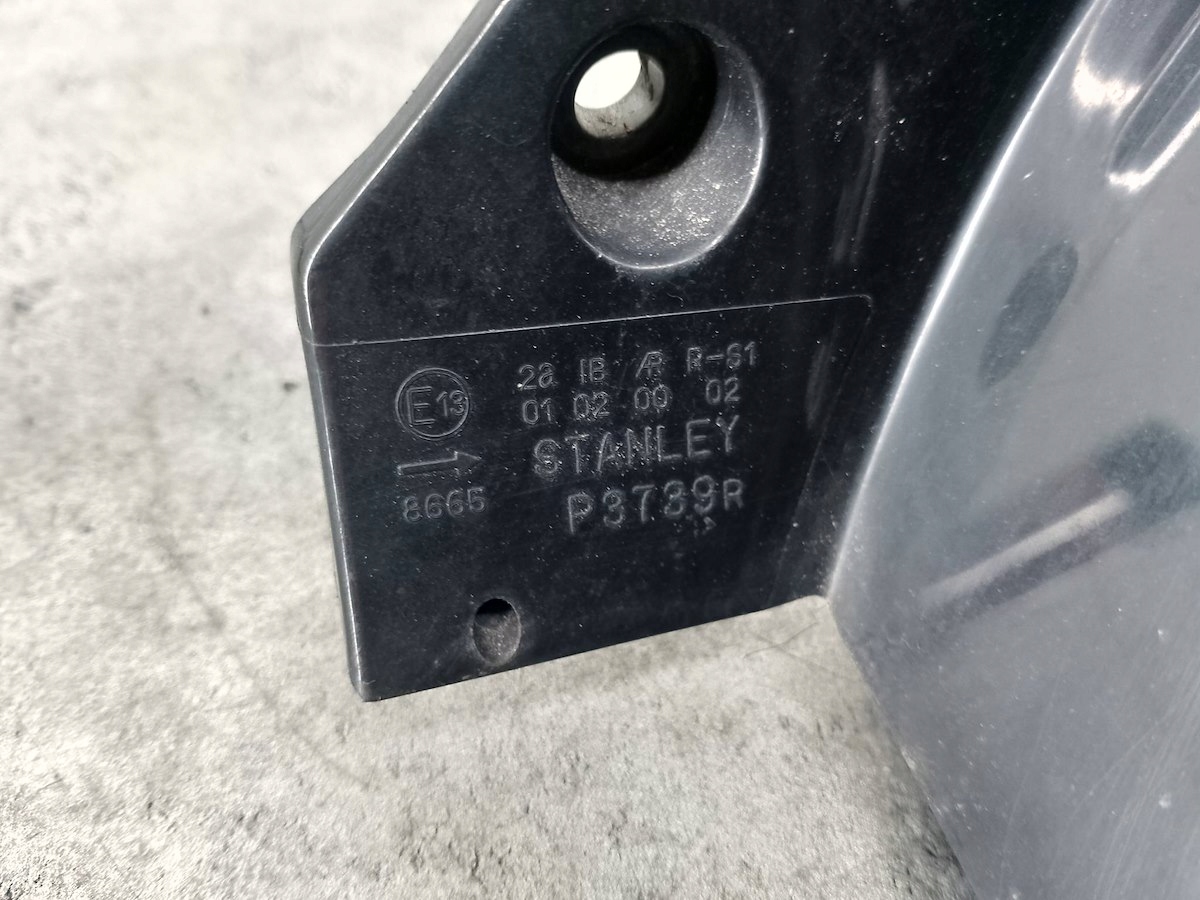 E13
2a IB AR R-S1
01 02 00 02
STANLEY
8665
P3739R